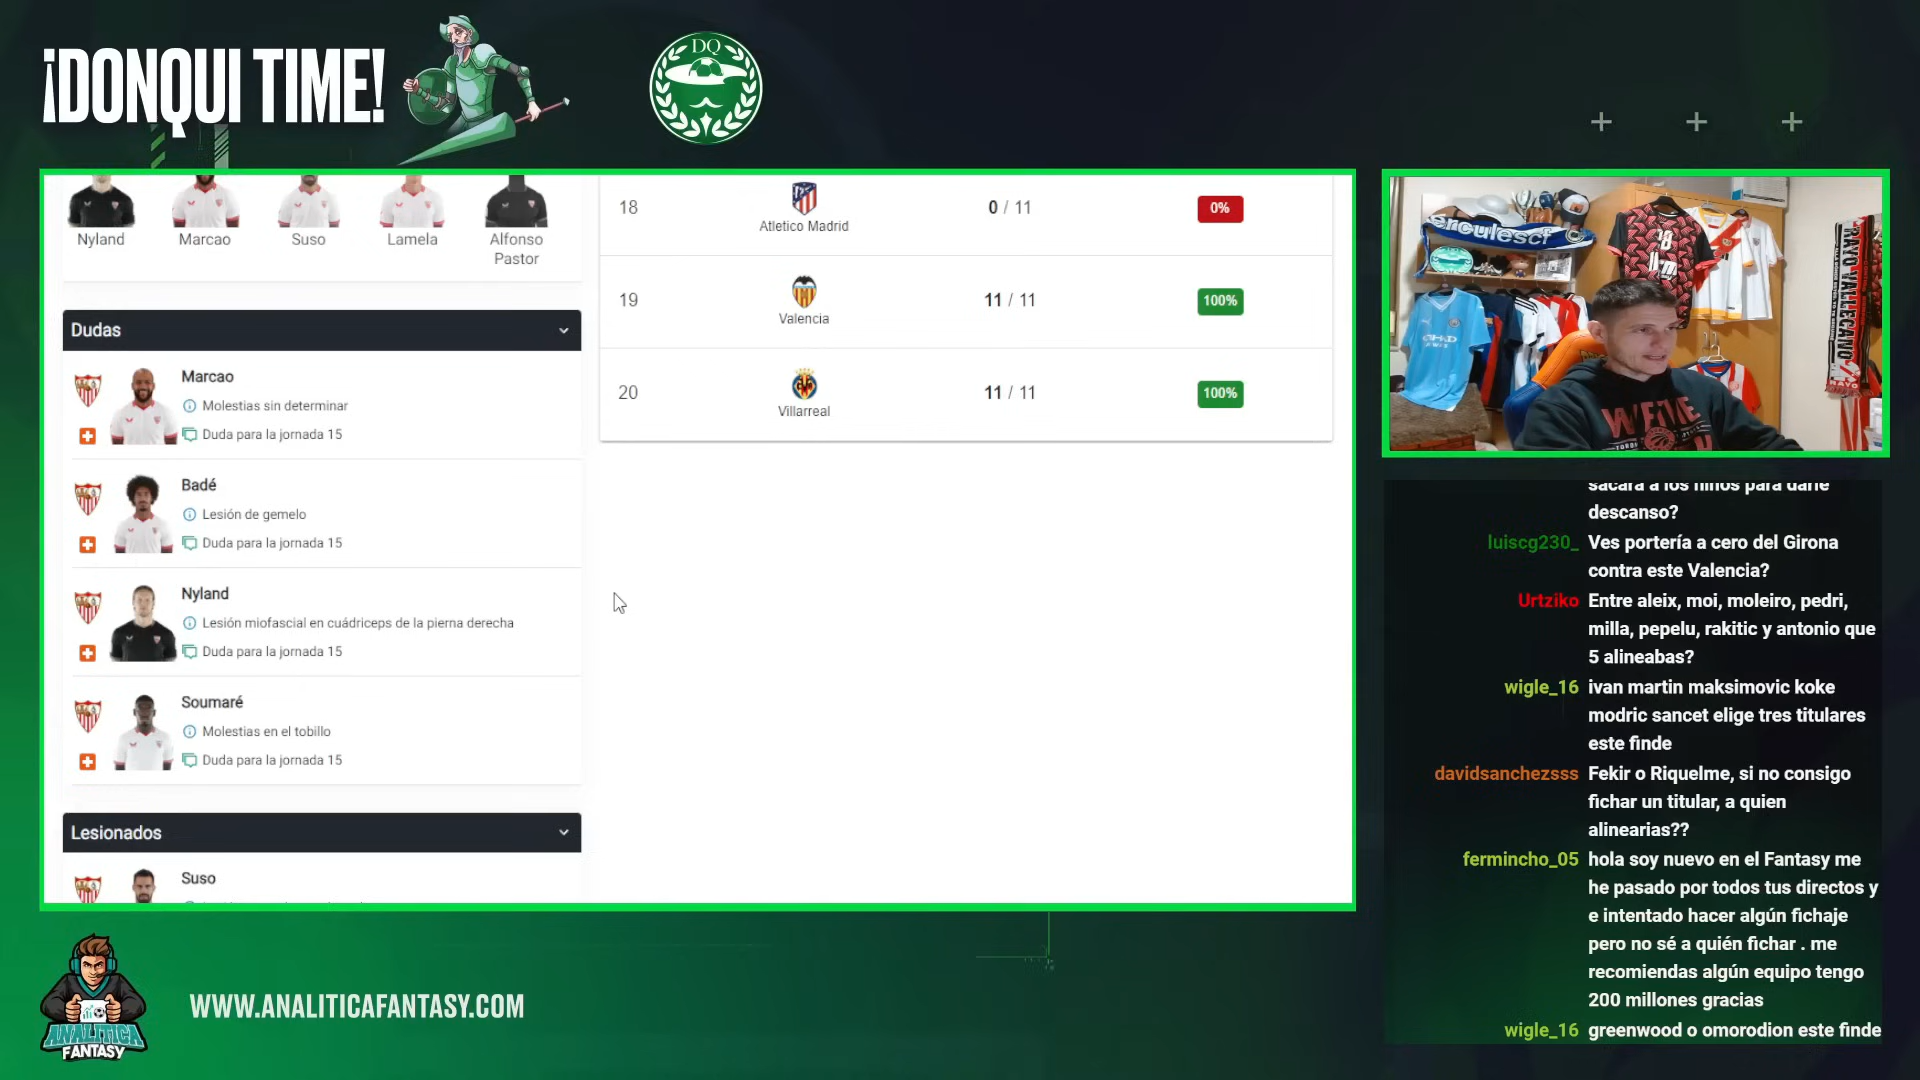 ¡DONQUI TIME!
DQ
Nyland
Marcao
Suso
Lamela
Alfonso
Pastor
18
Atletico Madrid
0 / 11
0%
19
Valencia
11 / 11
100%
20
Villarreal
11 / 11
100%
Dudas
Marcao
Molestias sin determinar
Duda para la jornada 15
Badé
Lesión de gemelo
Duda para la jornada 15
Nyland
Lesión miofascial en cuádriceps de la pierna derecha
Duda para la jornada 15
Soumaré
Molestias en el tobillo
Duda para la jornada 15
Lesionados
Suso
RAYO VALLECANO
sacara a los niños para darle
descanso?
luiscg230_ Ves portería a cero del Girona
contra este Valencia?
Urtziko Entre aleix, moi, moleiro, pedri,
milla, pepelu, rakitic y antonio que
5 alineabas?
wigle_16 ivan martin maksimovic koke
modric sancet elige tres titulares
este finde
davidsanchezsss Fekir o Riquelme, si no consigo
fichar un titular, a quien
alinearias??
fermincho_05 hola soy nuevo en el Fantasy me
he pasado por todos tus directos y
e intentado hacer algún fichaje
pero no sé a quién fichar . me
recomiendas algún equipo tengo
200 millones gracias
wigle_16 greenwood o omorodion este finde
ANALITICA
FANTASY
WWW.ANALITICAFANTASY.COM